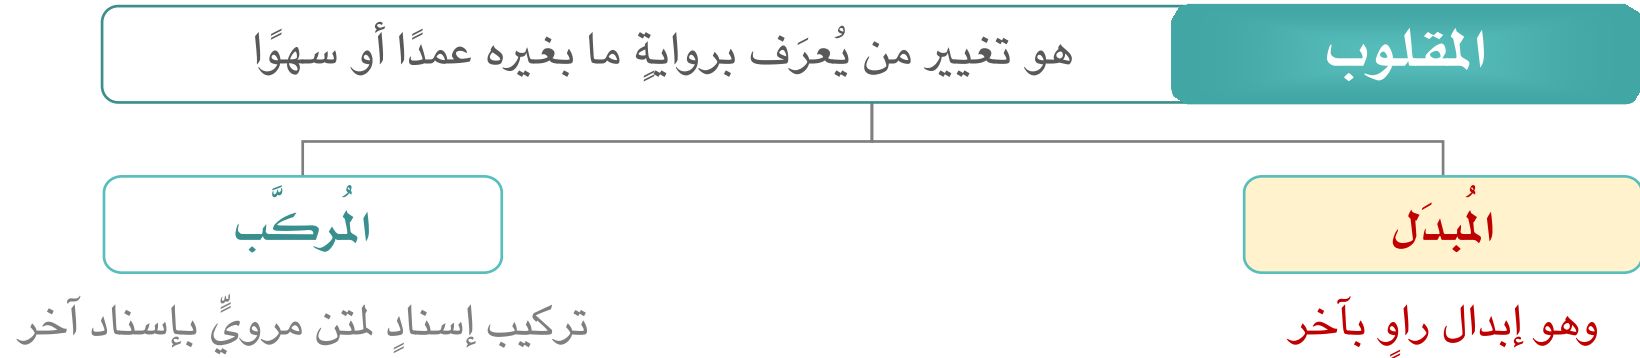 المقلوب
هو تغيير من يُعرَف بروايةٍ ما بغيره عمدًا أو سهوًا
المُبدَل
وهو إبدال راوٍ بآخر
المُركَّب
تركيب إسنادٍ لمتن مرويٍّ بإسناد آخر